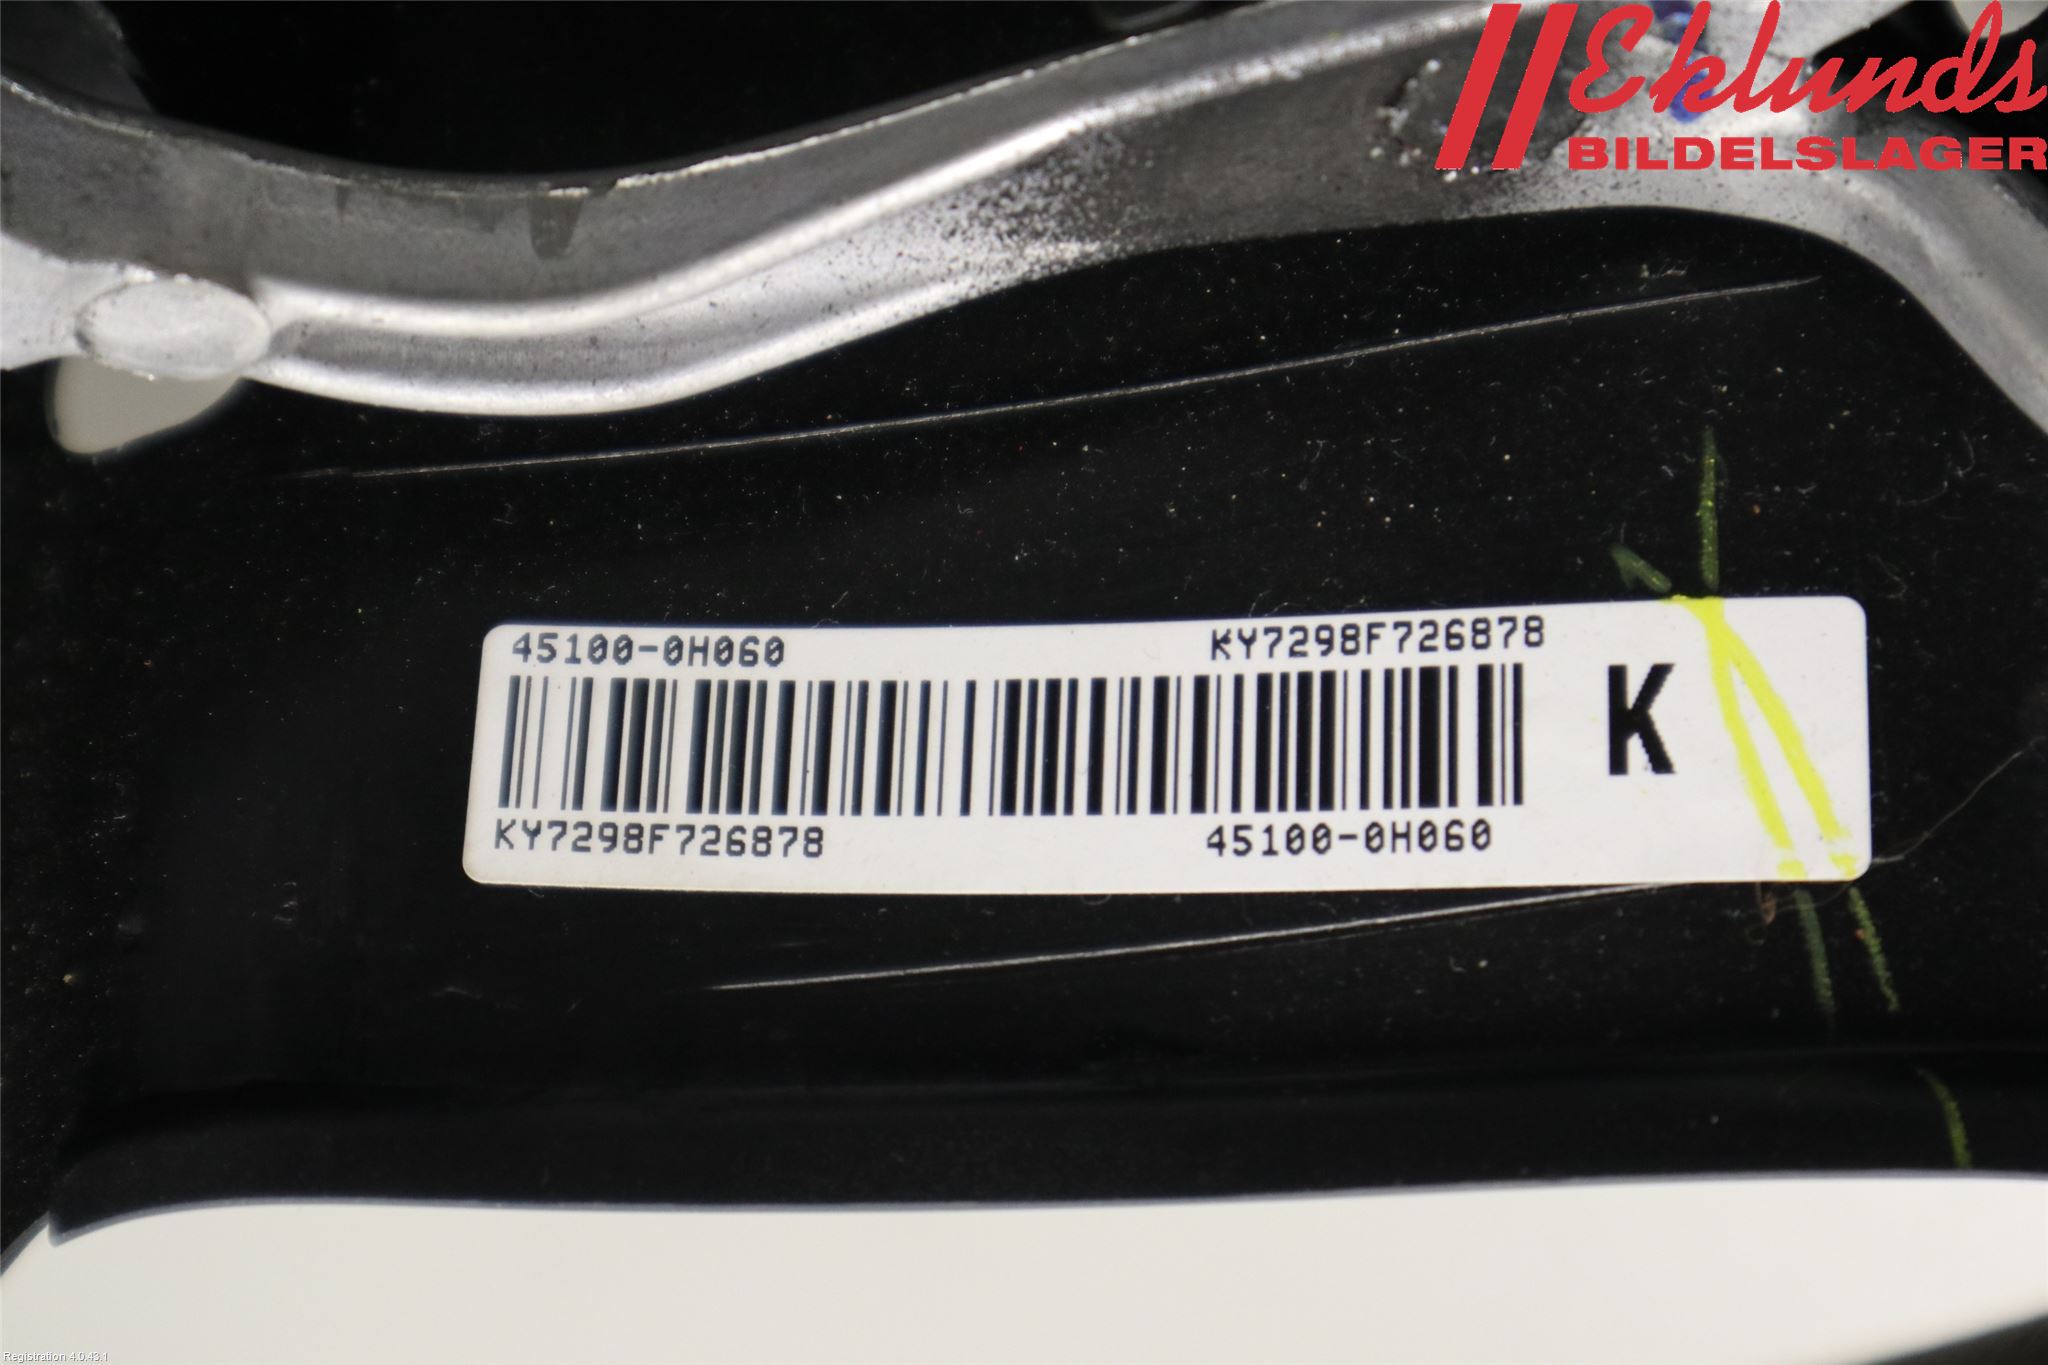 Eklunds
BILDELSLAGER
45100-0H060 KY7298F726878
K
KY7298F726878 45100-0H060
Registration 4.0.43.1